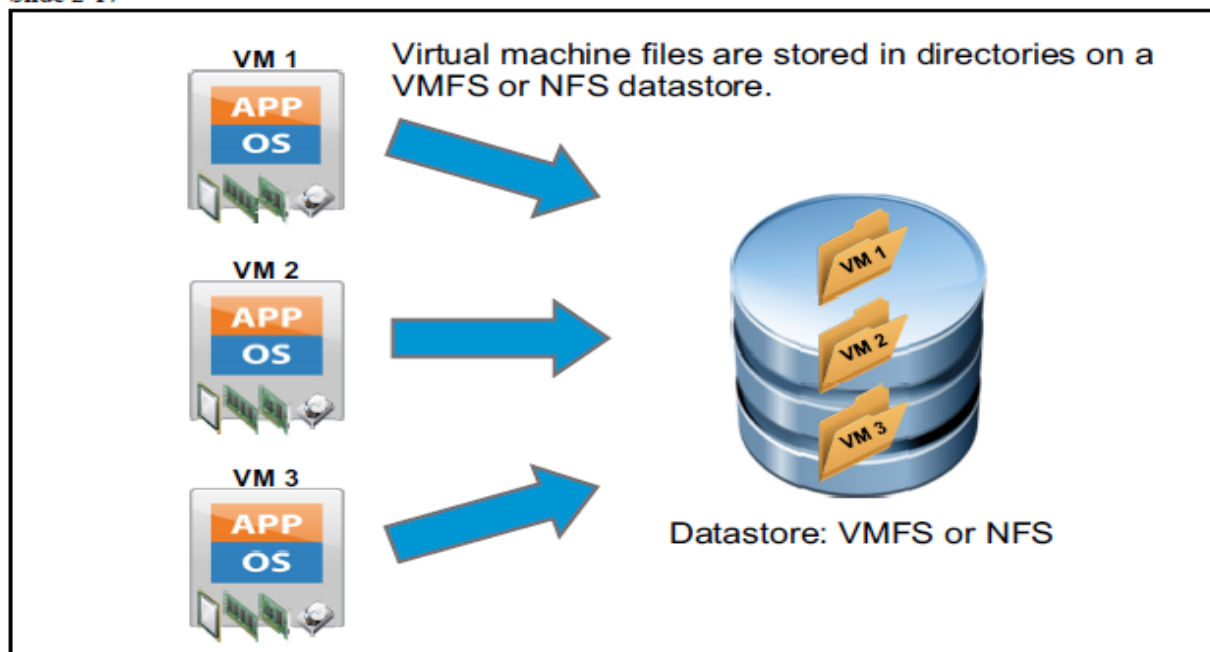 VM 1
Virtual machine files are stored in directories on a
VMFS or NFS datastore.
APP
OS
VM 2
APP
OS
VM 3
APP
OS
VM 1
VM 2
VM 3
Datastore: VMFS or NFS